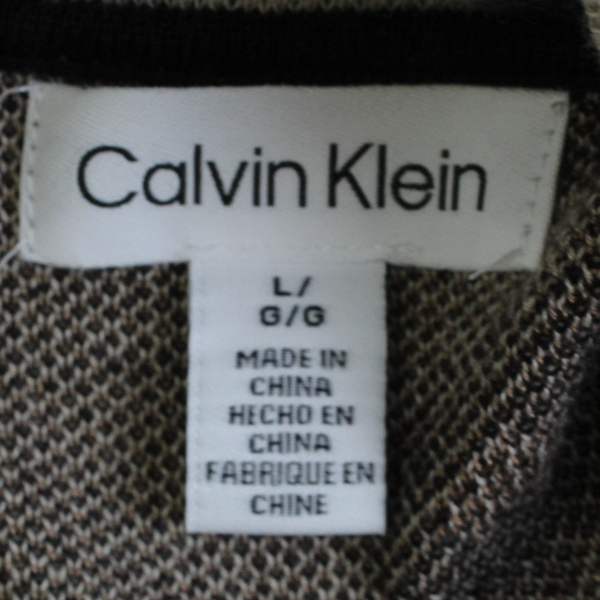 Calvin Klein
L/
G/G
MADE IN
CHINA
HECHO EN
CHINA
FABRIQUE EN
CHINE